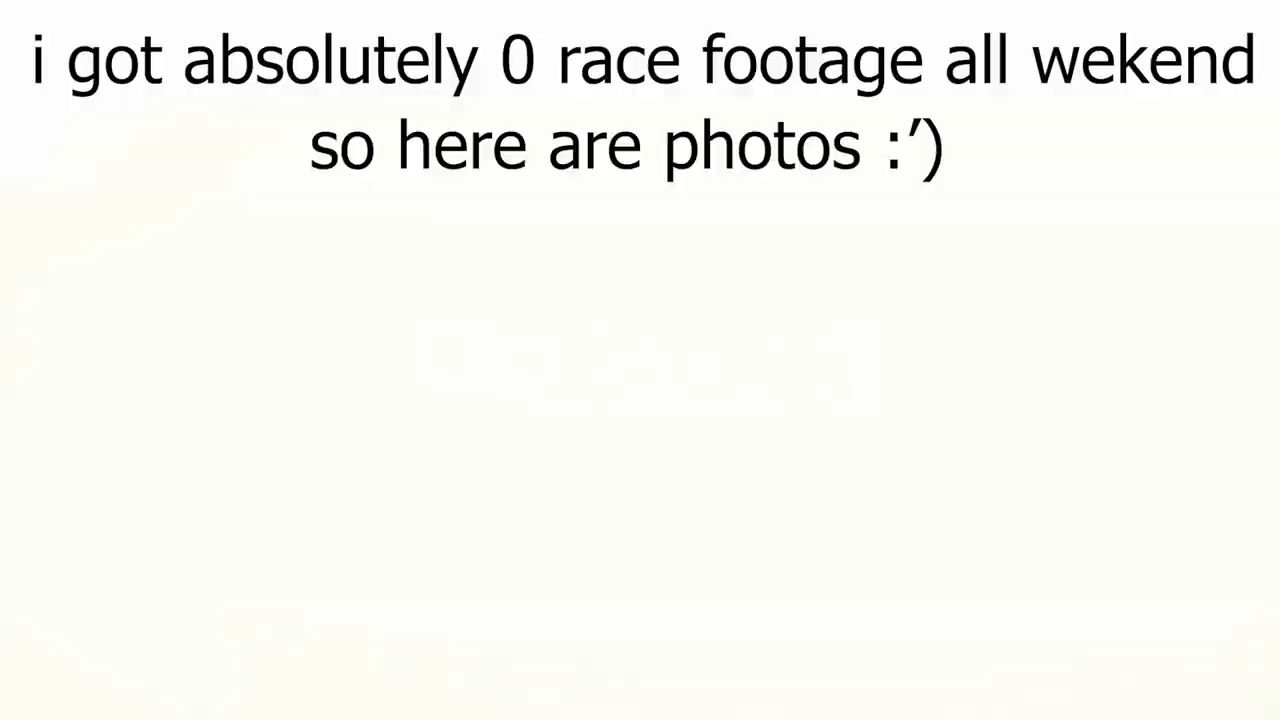 i got absolutely 0 race footage all wekend
so here are photos :’)